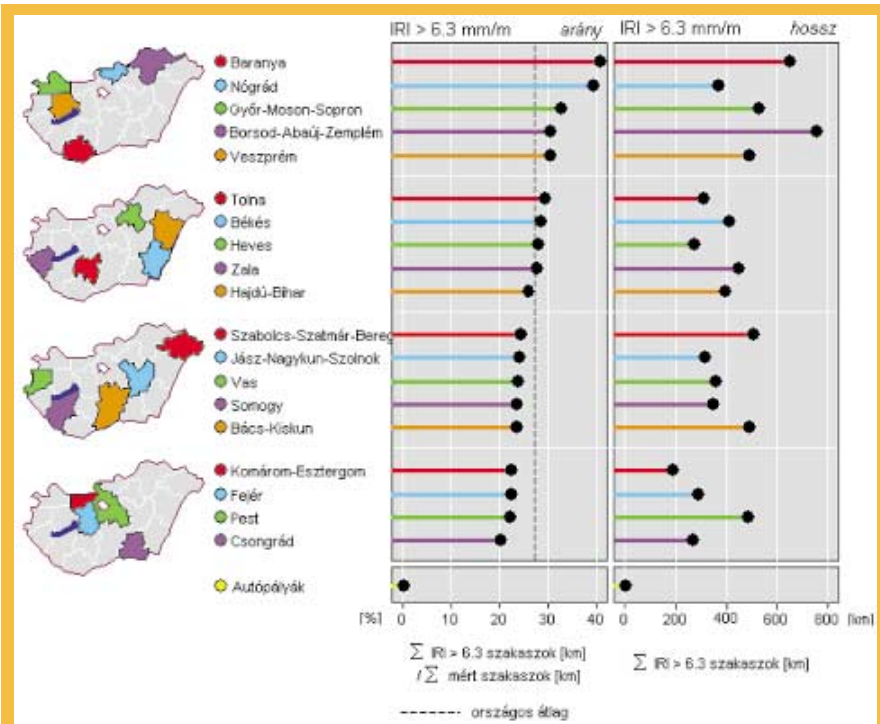 IRI > 6.3 mm/m arány
IRI > 6.3 mm/m hossz
Baranya
Nógrád
Győr-Moson-Sopron
Borsod-Abaúj-Zemplém
Veszprém
Tolna
Békés
Heves
Zala
Hajdú-Bihar
Szabolcs-Szatmár-Bereg
Jász-Nagykun-Szolnok
Vas
Somogy
Bács-Kiskun
Komárom-Esztergom
Fejér
Pest
Csongrád
Autópályák
[%] 0 10 20 30 40
0 200 400 600 800 [km]
∑ IRI > 6.3 szakaszok [km]
/ ∑ mért szakaszok [km]
∑ IRI > 6.3 szakaszok [km]
országos átlag